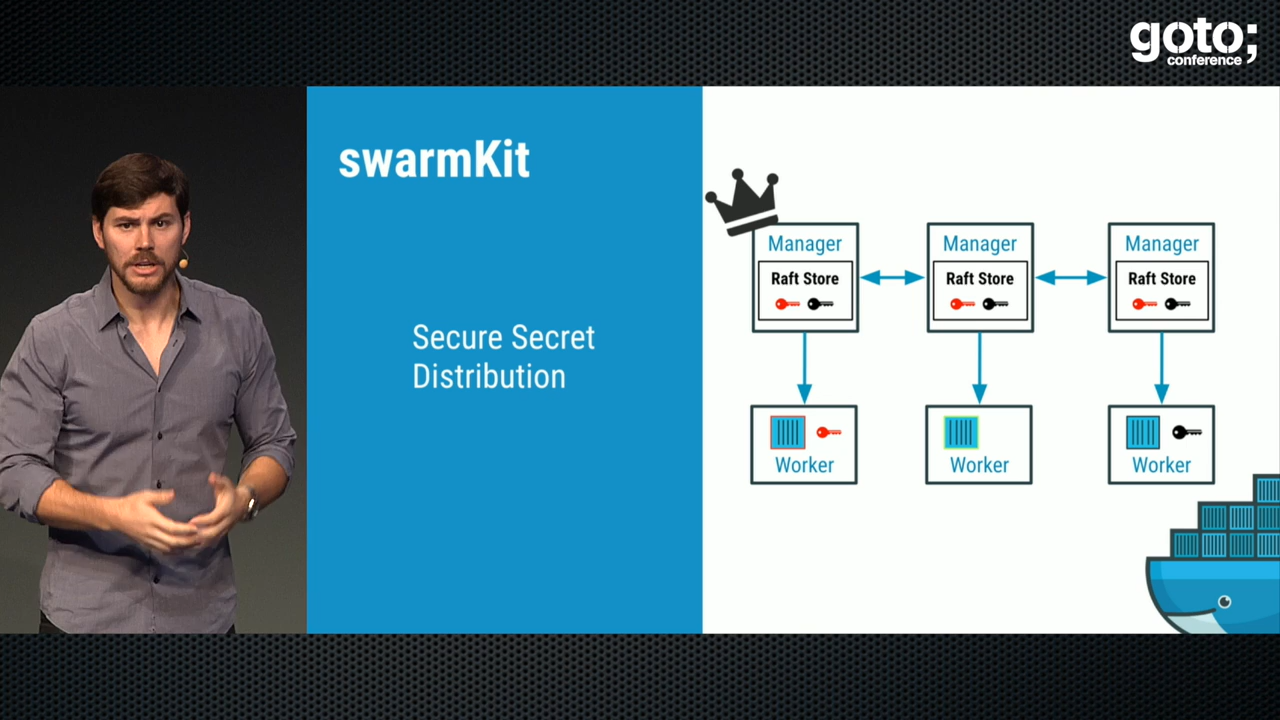 goto;
conference
swarmKit
Secure Secret
Distribution
Manager
Raft Store
Manager
Raft Store
Manager
Raft Store
Worker
Worker
Worker